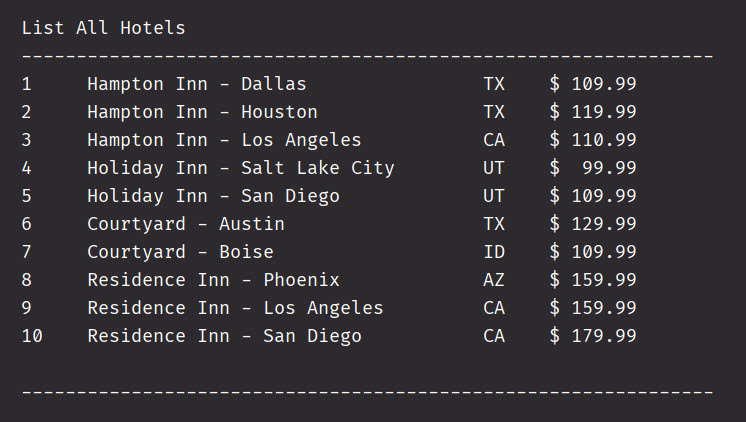 List All Hotels
---------------------------------------------------------------
1     Hampton Inn - Dallas                TX    $ 109.99
2     Hampton Inn - Houston               TX    $ 119.99
3     Hampton Inn - Los Angeles           CA    $ 110.99
4     Holiday Inn - Salt Lake City        UT    $  99.99
5     Holiday Inn - San Diego             UT    $ 109.99
6     Courtyard - Austin                  TX    $ 129.99
7     Courtyard - Boise                   ID    $ 109.99
8     Residence Inn - Phoenix             AZ    $ 159.99
9     Residence Inn - Los Angeles         CA    $ 159.99
10    Residence Inn - San Diego           CA    $ 179.99
---------------------------------------------------------------